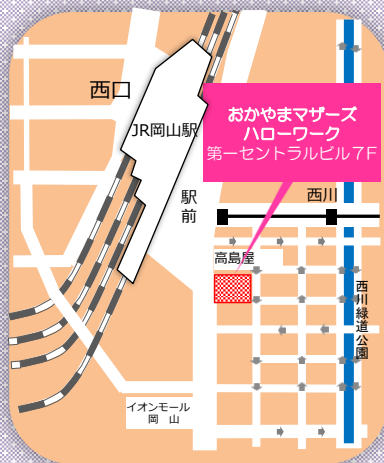 西口
JR岡山駅
おかやまマザーズ
ハローワーク
第一セントラルビル7F
駅前
西川
高島屋
西川緑道公園
イオンモール
岡 山